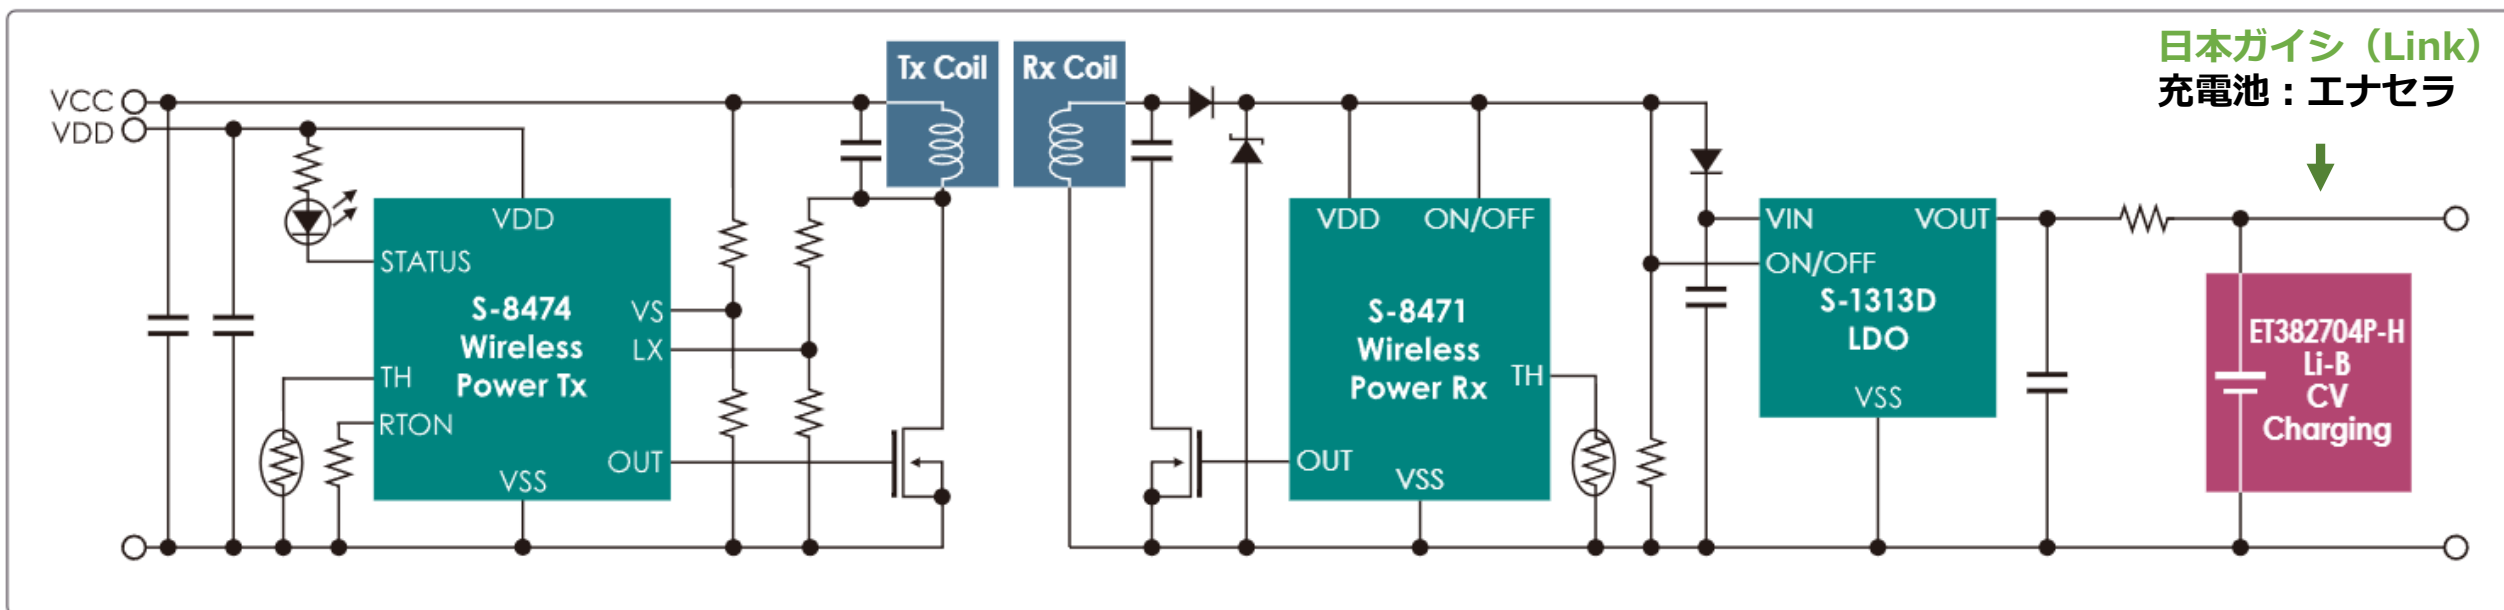 日本ガイシ（Link）
充電池：エナセラ
Tx Coil
Rx Coil
VCC
VDD
VDD
STATUS
S-8474
Wireless
Power Tx
VS
LX
TH
RTON
OUT
VSS
VDD
ON/OFF
S-8471
Wireless
Power Rx
TH
OUT
VSS
VIN
VOUT
ON/OFF
S-1313D
LDO
VSS
ET382704P-H
Li-B
CV
Charging